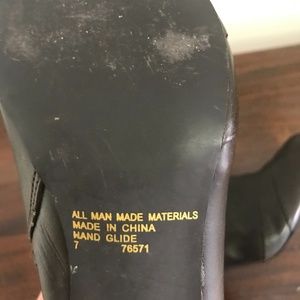 ALL MAN MADE MATERIALS
MADE IN CHINA
HAND GLIDE
7 76571